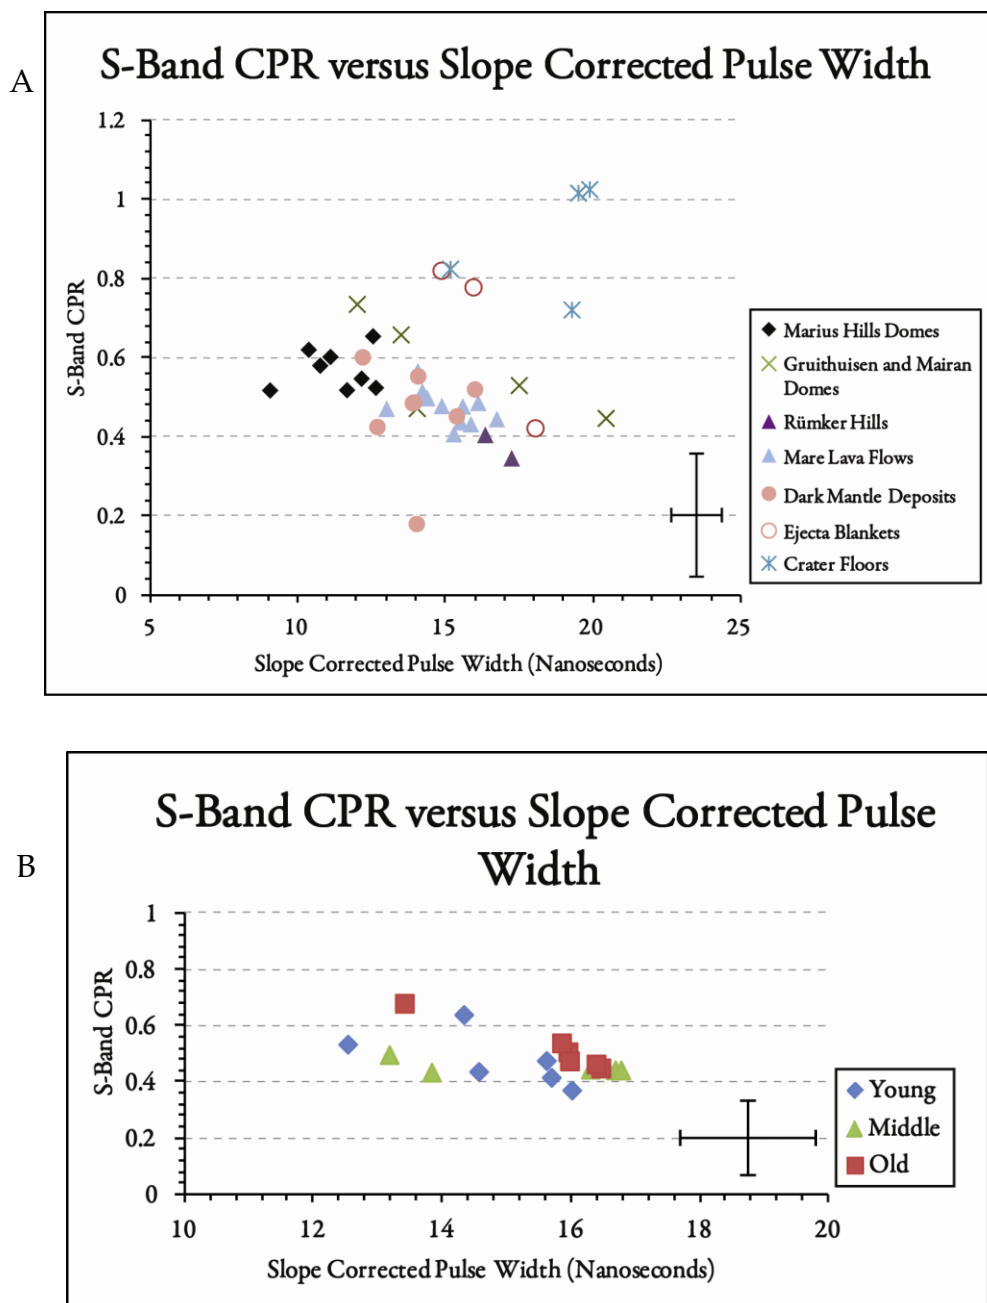 A
S-Band CPR versus Slope Corrected Pulse Width
1.2
1
0.8
0.6
0.4
0.2
0
S-Band CPR
5 10 15 20 25
Slope Corrected Pulse Width (Nanoseconds)
Marius Hills Domes
Gruithuisen and Mairan
Domes
Rümker Hills
Mare Lava Flows
Dark Mantle Deposits
Ejecta Blankets
Crater Floors
B
S-Band CPR versus Slope Corrected Pulse
Width
1
0.8
0.6
0.4
0.2
0
S-Band CPR
10 12 14 16 18 20
Slope Corrected Pulse Width (Nanoseconds)
Young
Middle
Old